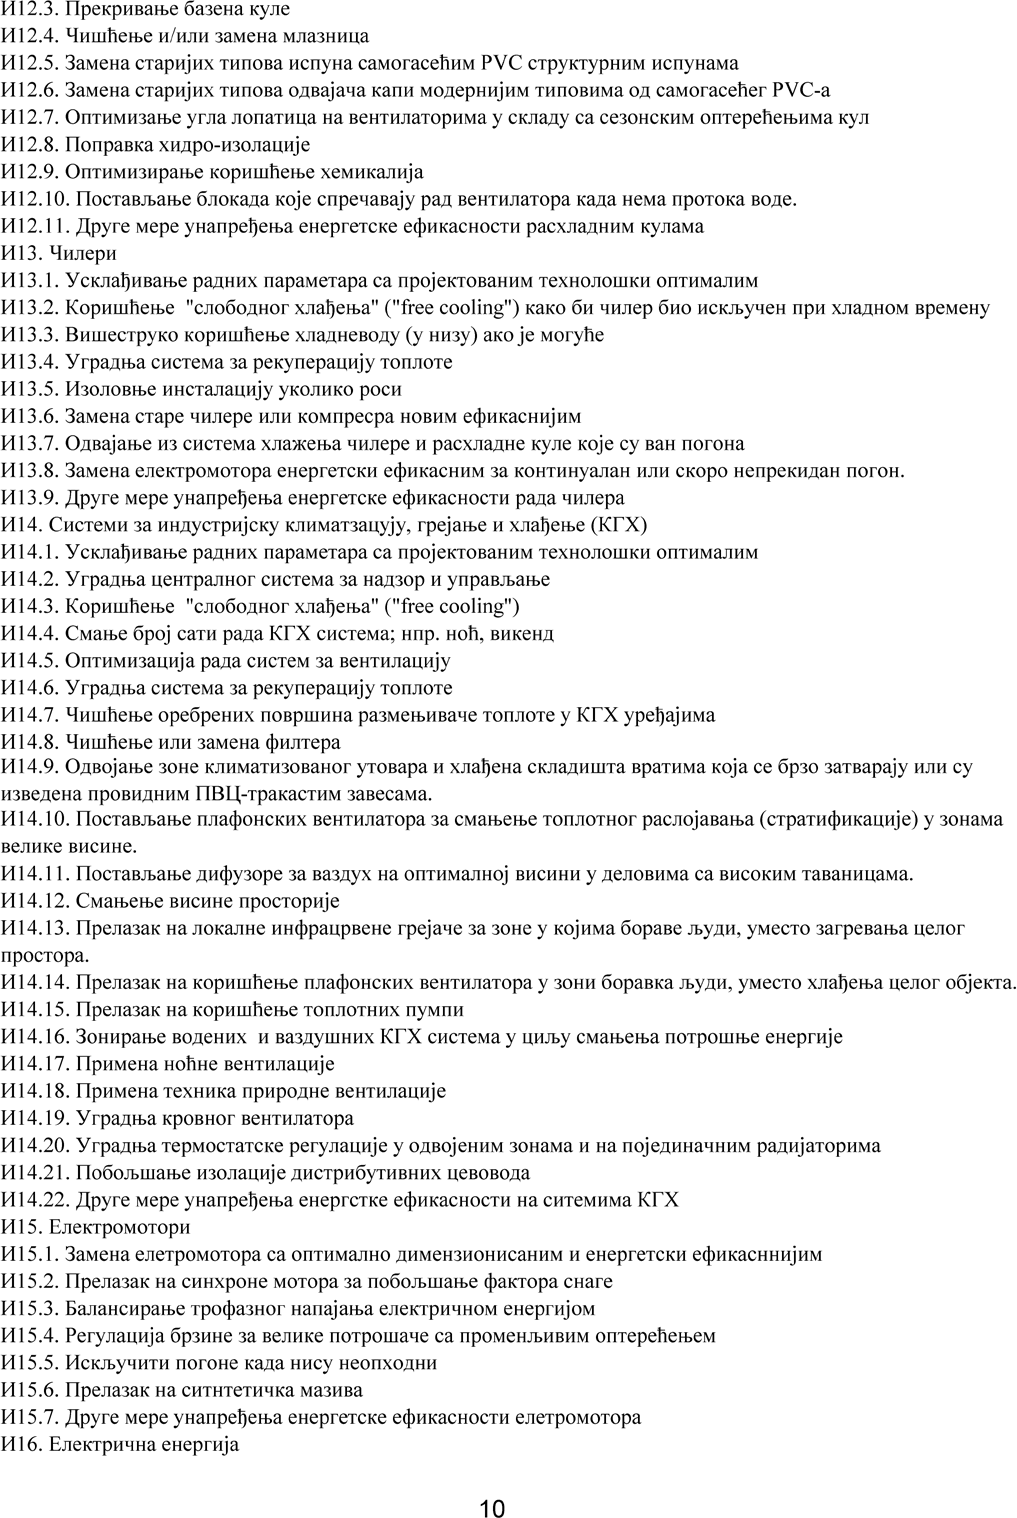 И12.3. Прекривање базена куле
И12.4. Чишћење и/или замена млазница
И12.5. Замена старијих типова испуна самогасећим PVC структурним испунама
И12.6. Замена старијих типова одвајача капи модернијим типовима од самогасећег PVC-а
И12.7. Оптимизање угла лопатица на вентилаторима у складу са сезонским оптерећењима кул
И12.8. Поправка хидро-изолације
И12.9. Оптимизирање коришћење хемикалија
И12.10. Постављање блокада које спречавају рад вентилатора када нема протока воде.
И12.11. Друге мере унапређења енергетске ефикасности расхладним кулама
И13. Чилери
И13.1. Усклађивање радних параметара са пројектованим технолошки оптималим
И13.2. Коришћење  "слободног хлађења" ("free cooling") како би чилер био искључен при хладном времену
И13.3. Вишеструко коришћење хладневоду (у низу) ако је могуће
И13.4. Уградња система за рекуперацију топлоте
И13.5. Изоловње инсталацију уколико роси
И13.6. Замена старе чилере или компресра новим ефикаснијим
И13.7. Одвајање из система хлажења чилере и расхладне куле које су ван погона
И13.8. Замена електромотора енергетски ефикасним за континуалан или скоро непрекидан погон.
И13.9. Друге мере унапређења енергетске ефикасности рада чилера
И14. Системи за индустријску климатзацују, грејање и хлађење (КГХ)
И14.1. Усклађивање радних параметара са пројектованим технолошки оптималим
И14.2. Уградња централног система за надзор и управљање
И14.3. Коришћење  "слободног хлађења" ("free cooling")
И14.4. Смање број сати рада КГХ система; нпр. ноћ, викенд
И14.5. Оптимизација рада систем за вентилацију
И14.6. Уградња система за рекуперацију топлоте
И14.7. Чишћење оребрених површина размењиваче топлоте у КГХ уређајима
И14.8. Чишћење или замена филтера
И14.9. Одвојање зоне климатизованог утовара и хлађена складишта вратима која се брзо затварају или су
изведена провидним ПВЦ-тракастим завесама.
И14.10. Постављање плафонских вентилатора за смањење топлотног раслојавања (стратификације) у зонама
велике висине.
И14.11. Постављање дифузоре за ваздух на оптималној висини у деловима са високим таваницама.
И14.12. Смањење висине просторије
И14.13. Прелазак на локалне инфрацрвене грејаче за зоне у којима бораве људи, уместо загревања целог
простора.
И14.14. Прелазак на коришћење плафонских вентилатора у зони боравка људи, уместо хлађења целог објекта.
И14.15. Прелазак на коришћење топлотних пумпи
И14.16. Зонирање водених  и ваздушних КГХ система у циљу смањења потрошње енергије
И14.17. Примена ноћне вентилације
И14.18. Примена техника природне вентилације
И14.19. Уградња кровног вентилатора
И14.20. Уградња термостатске регулације у одвојеним зонама и на појединачним радијаторима
И14.21. Побољшање изолације дистрибутивних цевовода
И14.22. Друге мере унапређења енергстке ефикасности на ситемима КГХ
И15. Електромотори
И15.1. Замена елетромотора са оптимално димензионисаним и енергетски ефикасннијим
И15.2. Прелазак на синхроне мотора за побољшање фактора снаге
И15.3. Балансирање трофазног напајања електричном енергијом
И15.4. Регулација брзине за велике потрошаче са променљивим оптерећењем
И15.5. Искључити погоне када нису неопходни
И15.6. Прелазак на ситнтетичка мазива
И15.7. Друге мере унапређења енергетске ефикасности елетромотора
И16. Електрична енергија
10